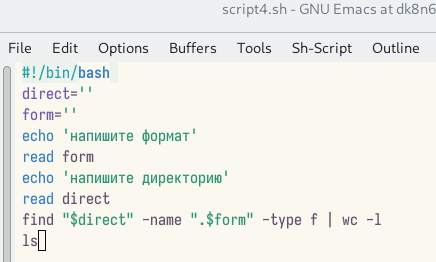 script4.sh - GNU Emacs at dk8n6
File Edit Options Buffers Tools Sh-Script Outline
#!/bin/bash
direct=''
form=''
echo 'напишите формат'
read form
echo 'напишите директорию'
read direct
find "$direct" -name ".$form" -type f | wc -l
ls